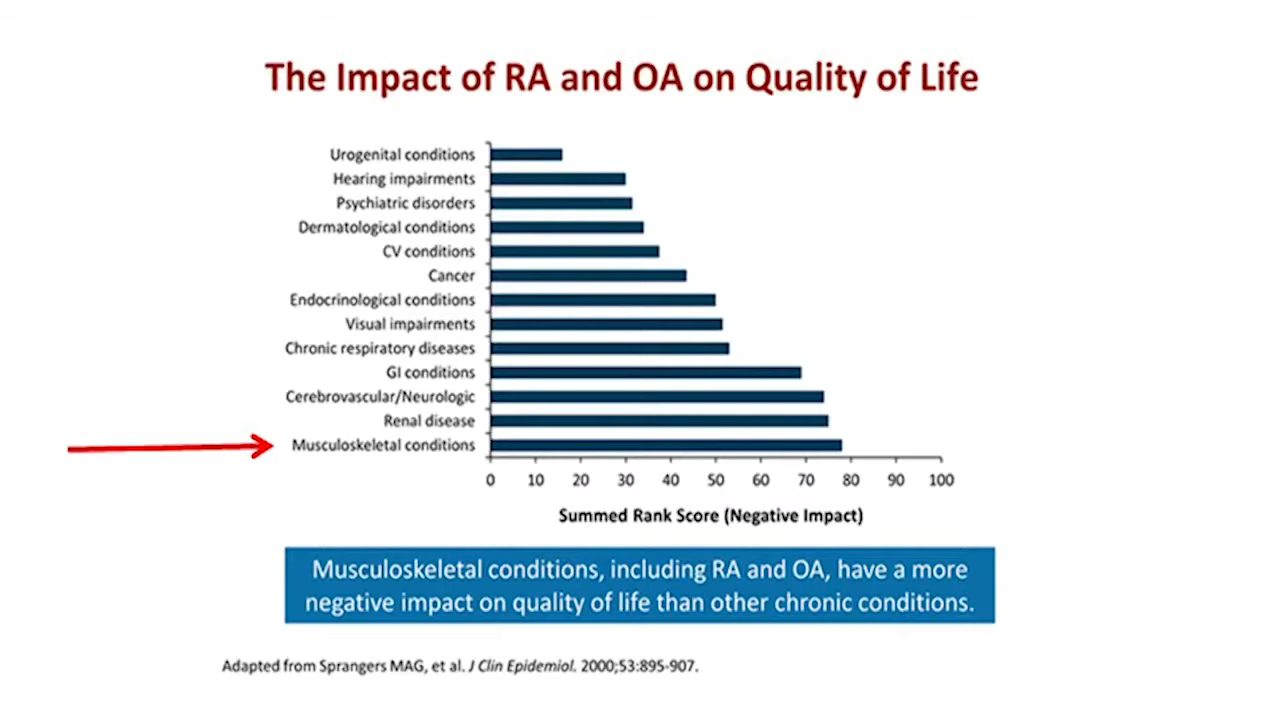 The Impact of RA and OA on Quality of Life
Urogenital conditions
Hearing impairments
Psychiatric disorders
Dermatological conditions
CV conditions
Cancer
Endocrinological conditions
Visual impairments
Chronic respiratory diseases
GI conditions
Cerebrovascular/Neurologic
Renal disease
Musculoskeletal conditions
0 10 20 30 40 50 60 70 80 90 100
Summed Rank Score (Negative Impact)
Musculoskeletal conditions, including RA and OA, have a more
negative impact on quality of life than other chronic conditions.
Adapted from Sprangers MAG, et al. J Clin Epidemiol. 2000;53:895-907.